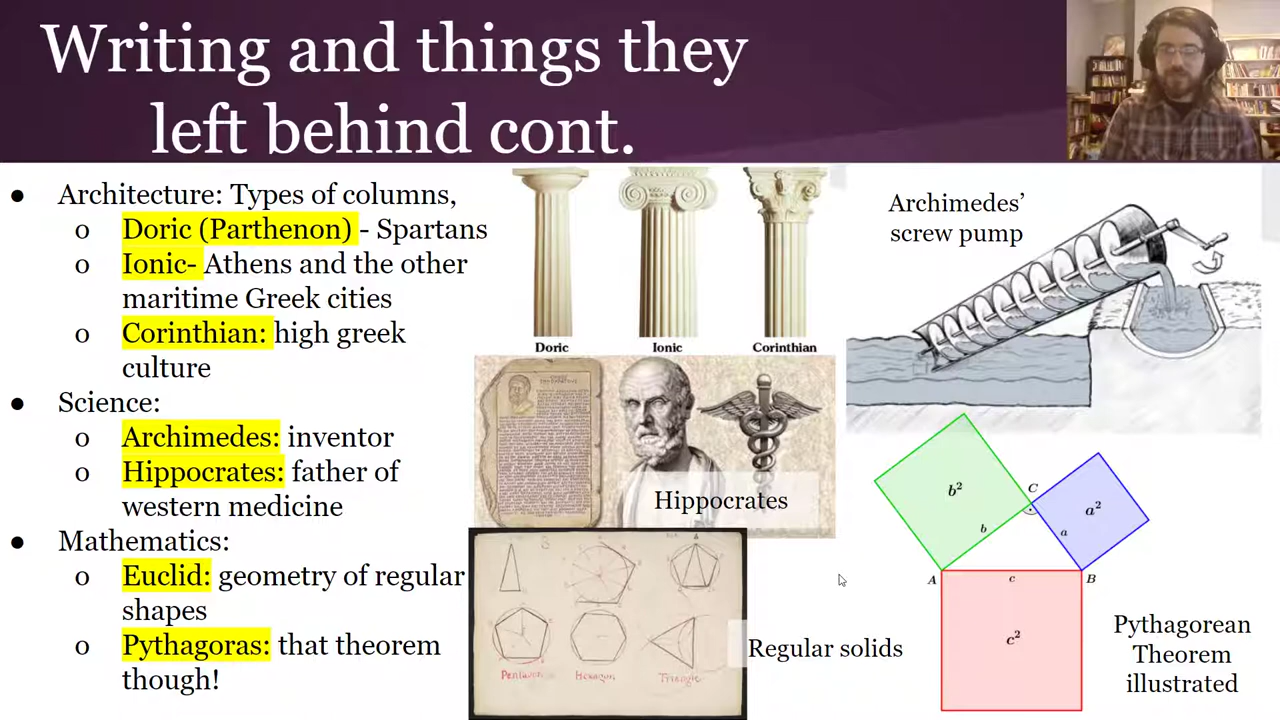 Writing and things they
left behind cont.
● Architecture: Types of columns,
o Doric (Parthenon) - Spartans
o Ionic- Athens and the other
maritime Greek cities
o Corinthian: high greek
culture
● Science:
o Archimedes: inventor
o Hippocrates: father of
western medicine
● Mathematics:
o Euclid: geometry of regular
shapes
o Pythagoras: that theorem
though!
Doric Ionic Corinthian
Hippocrates
Pentagon Hexagon Triangle
Regular solids
Archimedes’
screw pump
b²
C
a²
b
a
A
c
B
c²
Pythagorean
Theorem
illustrated